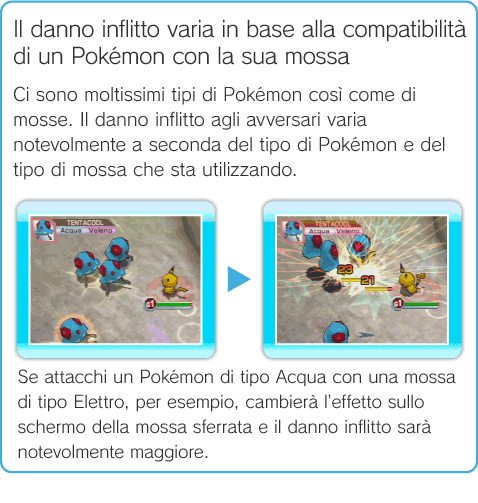 Il danno inflitto varia in base alla compatibilità
di un Pokémon con la sua mossa
Ci sono moltissimi tipi di Pokémon così come di
mosse. Il danno inflitto agli avversari varia
notevolmente a seconda del tipo di Pokémon e del
tipo di mossa che sta utilizzando.
TENTACOOL
Acqua Veleno
G1
TENTACOOL
Acqua Veleno
23
21
G1
Se attacchi un Pokémon di tipo Acqua con una mossa
di tipo Elettro, per esempio, cambierà l'effetto sullo
schermo della mossa sferrata e il danno inflitto sarà
notevolmente maggiore.